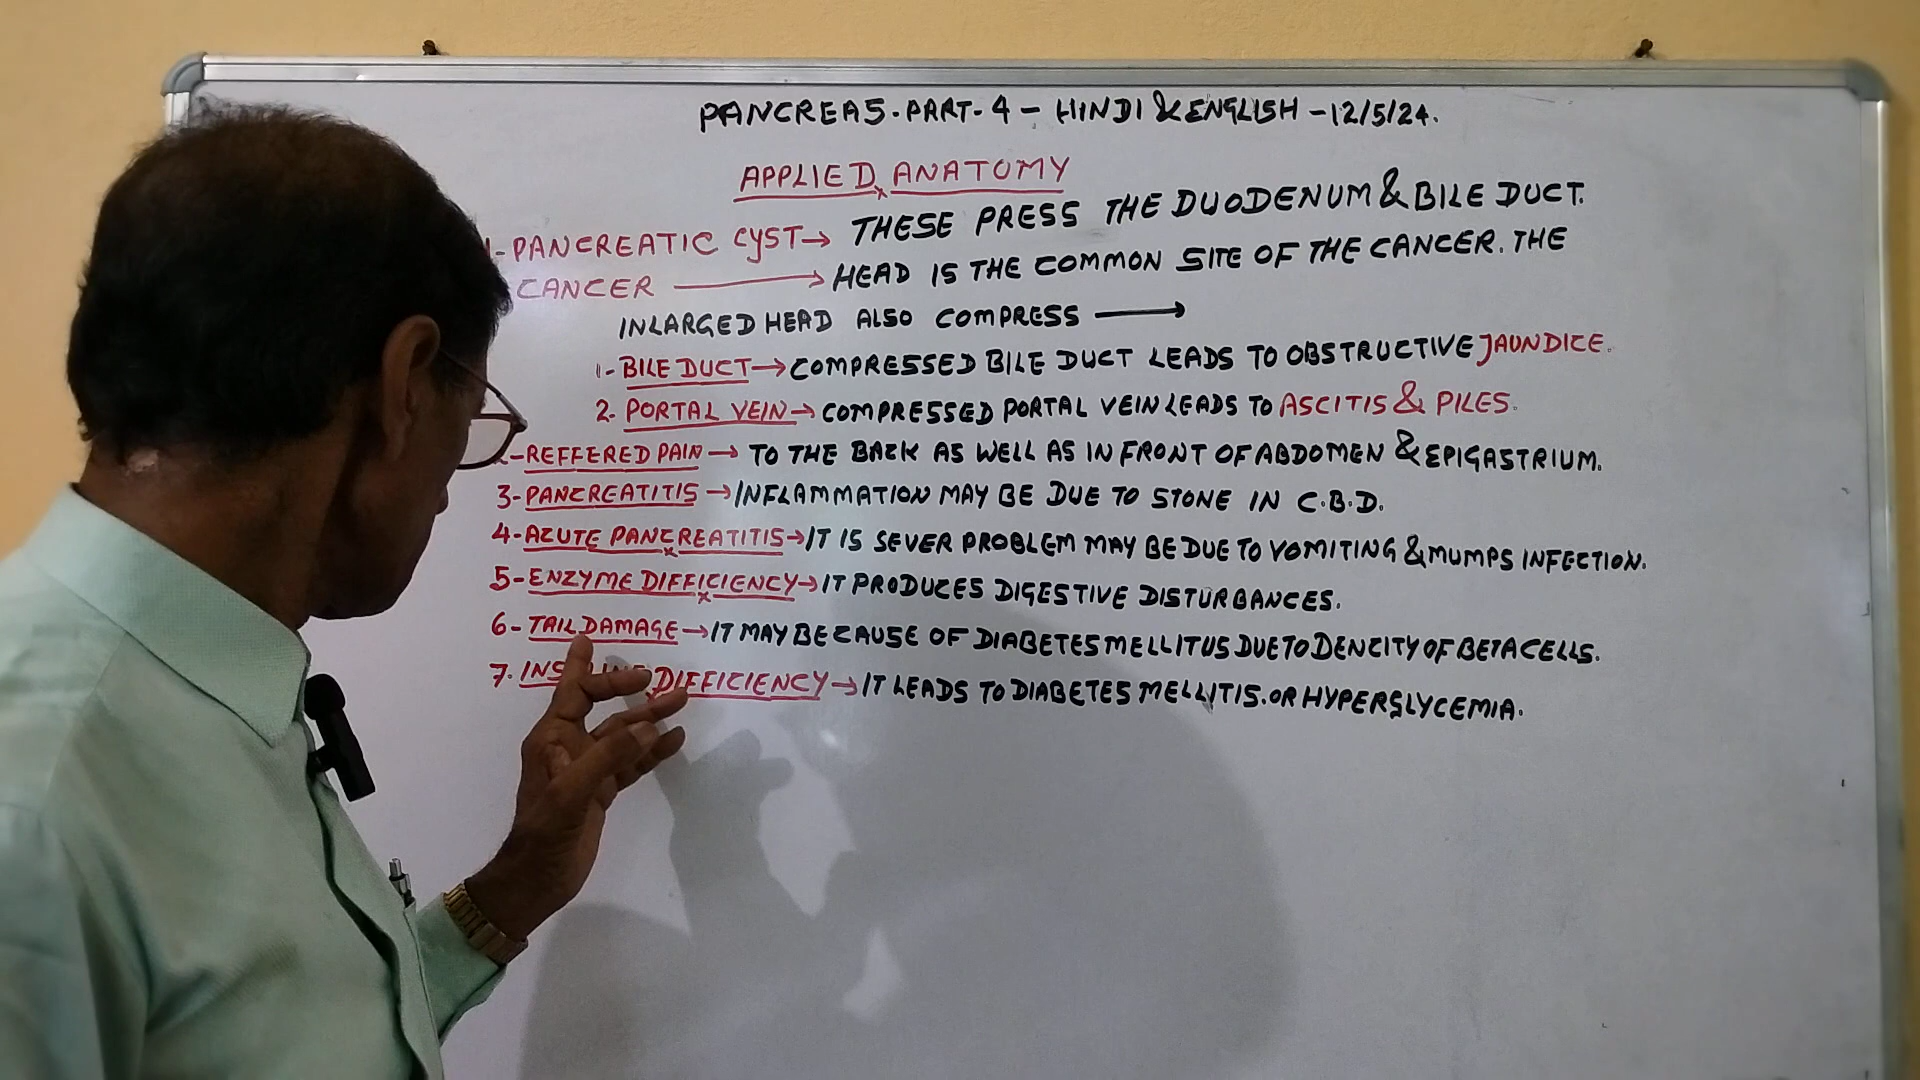 PANCREAS.PART.4 - HINDI & ENGLISH -12/5/24.
APPLIED ANATOMY
1-PANCREATIC CYST→ THESE PRESS THE DUODENUM & BILE DUCT.
CANCER → HEAD IS THE COMMON SITE OF THE CANCER. THE
INLARGED HEAD ALSO COMPRESS →
1-BILE DUCT→COMPRESSED BILE DUCT LEADS TO OBSTRUCTIVE JAUNDICE.
2. PORTAL VEIN→ COMPRESSED PORTAL VEIN LEADS TO ASCITIS & PILES.
2-REFFERED PAIN → TO THE BACK AS WELL AS IN FRONT OF ABDOMEN & EPIGASTRIUM.
3-PANCREATITIS →INFLAMMATION MAY BE DUE TO STONE IN C.B.D.
4-ACUTE PANCREATITIS→IT IS SEVER PROBLEM MAY BE DUE TO VOMITING & MUMPS INFECTION.
5-ENZYME DIFFICIENCY→IT PRODUCES DIGESTIVE DISTURBANCES.
6-TAIL DAMAGE→IT MAY BE CAUSE OF DIABETES MELLITUS DUE TO DENCITY OF BETA CELLS.
7. DIFFICIENCY→IT LEADS TO DIABETES MELLITIS.OR HYPERGLYCEMIA.